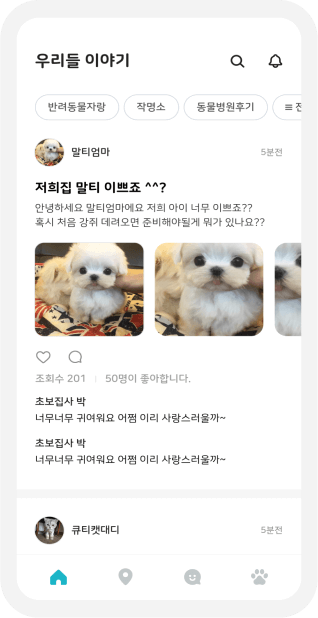 우리들 이야기
반려동물자랑
작명소
동물병원후기
말티엄마
5분전
저희집 말티 이쁘죠 ^^?
안녕하세요 말티엄마에요 저희 아이 너무 이쁘죠??
혹시 처음 강쥐 데려오면 준비해야될게 뭐가 있나요??
조회수 201
50명이 좋아합니다.
초보집사 박
너무너무 귀여워요 어쩜 이리 사랑스러울까~
초보집사 박
너무너무 귀여워요 어쩜 이리 사랑스러울까~
큐티캣대디
5분전